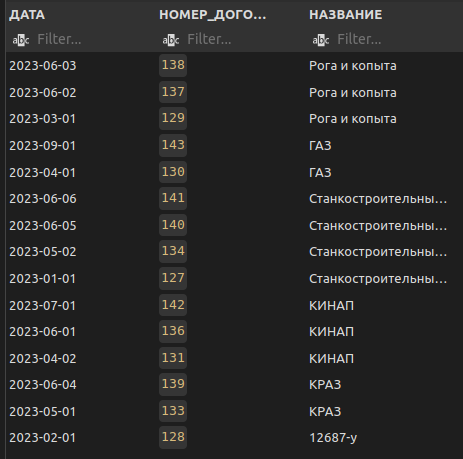 ДАТА НОМЕР_ДОГО... НАЗВАНИЕ
abc Filter... abc Filter... abc Filter...
2023-06-03 138 Рога и копыта
2023-06-02 137 Рога и копыта
2023-03-01 129 Рога и копыта
2023-09-01 143 ГАЗ
2023-04-01 130 ГАЗ
2023-06-06 141 Станкостроительны...
2023-06-05 140 Станкостроительны...
2023-05-02 134 Станкостроительны...
2023-01-01 127 Станкостроительны...
2023-07-01 142 КИНАП
2023-06-01 136 КИНАП
2023-04-02 131 КИНАП
2023-06-04 139 КРАЗ
2023-05-01 133 КРАЗ
2023-02-01 128 12687-у